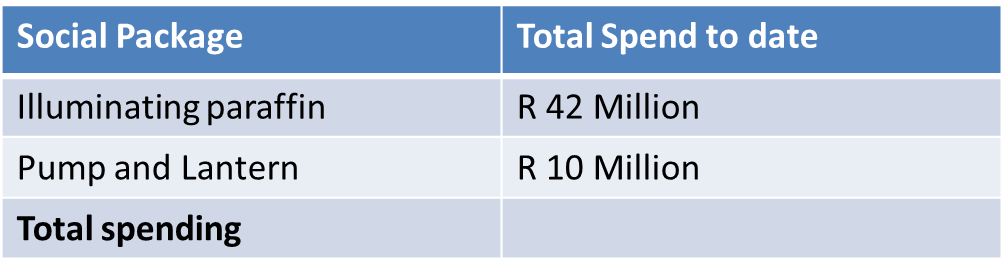 Social Package Total Spend to date
Illuminating paraffin R 42 Million
Pump and Lantern R 10 Million
Total spending